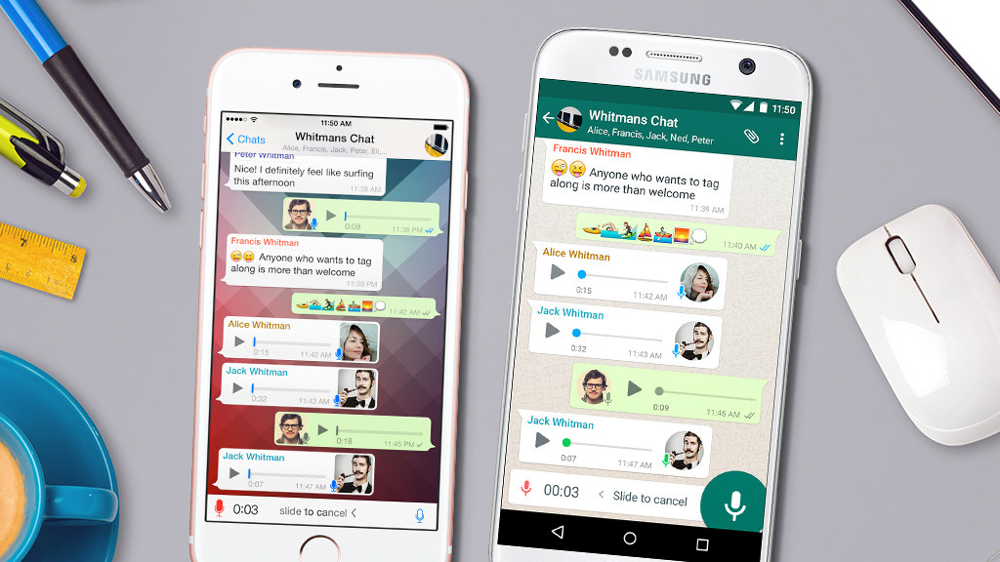 7
8
11:50 AM
Chats
Whitmans Chat
Alice, Francis, Jack, Peter, Eli,...
Peter Whitman
Nice! I definitely feel like surfing
this afternoon
11:38 AM
0:09
11:38 PM
Francis Whitman
Anyone who wants to tag
along is more than welcome
11:39 PM
11:42 AM
Alice Whitman
0:15
11:42 AM
Jack Whitman
0:32
11:43 AM
0:18
11:45 PM
Jack Whitman
0:07
11:47 AM
0:03
slide to cancel <
SAMSUNG
11:50
Whitmans Chat
Alice, Francis, Jack, Ned, Peter
Francis Whitman
Anyone who wants to tag
along is more than welcome
11:39 AM
11:40 AM
Alice Whitman
0:15
11:42 AM
Jack Whitman
0:32
11:43 AM
0:09
11:45 AM
Jack Whitman
0:07
11:47 AM
00:03
< Slide to cancel